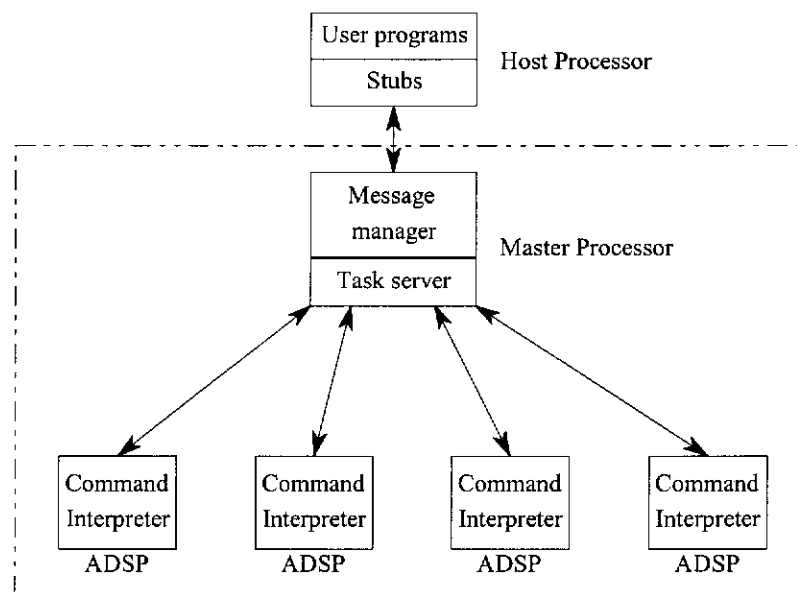 User programs
Stubs
Host Processor
Message
manager
Master Processor
Task server
Command
Interpreter
ADSP
Command
Interpreter
ADSP
Command
Interpreter
ADSP
Command
Interpreter
ADSP